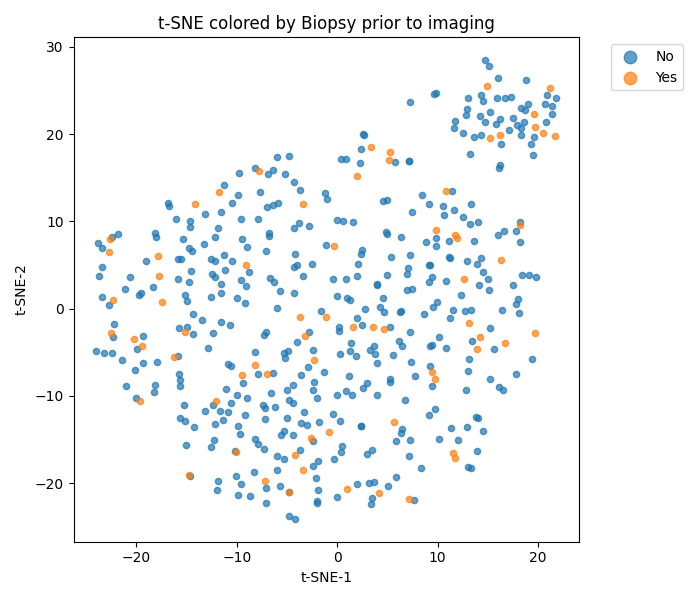 t-SNE colored by Biopsy prior to imaging
No
Yes
30
20
10
0
−10
−20
t-SNE-2
−20
−10
0
10
20
t-SNE-1